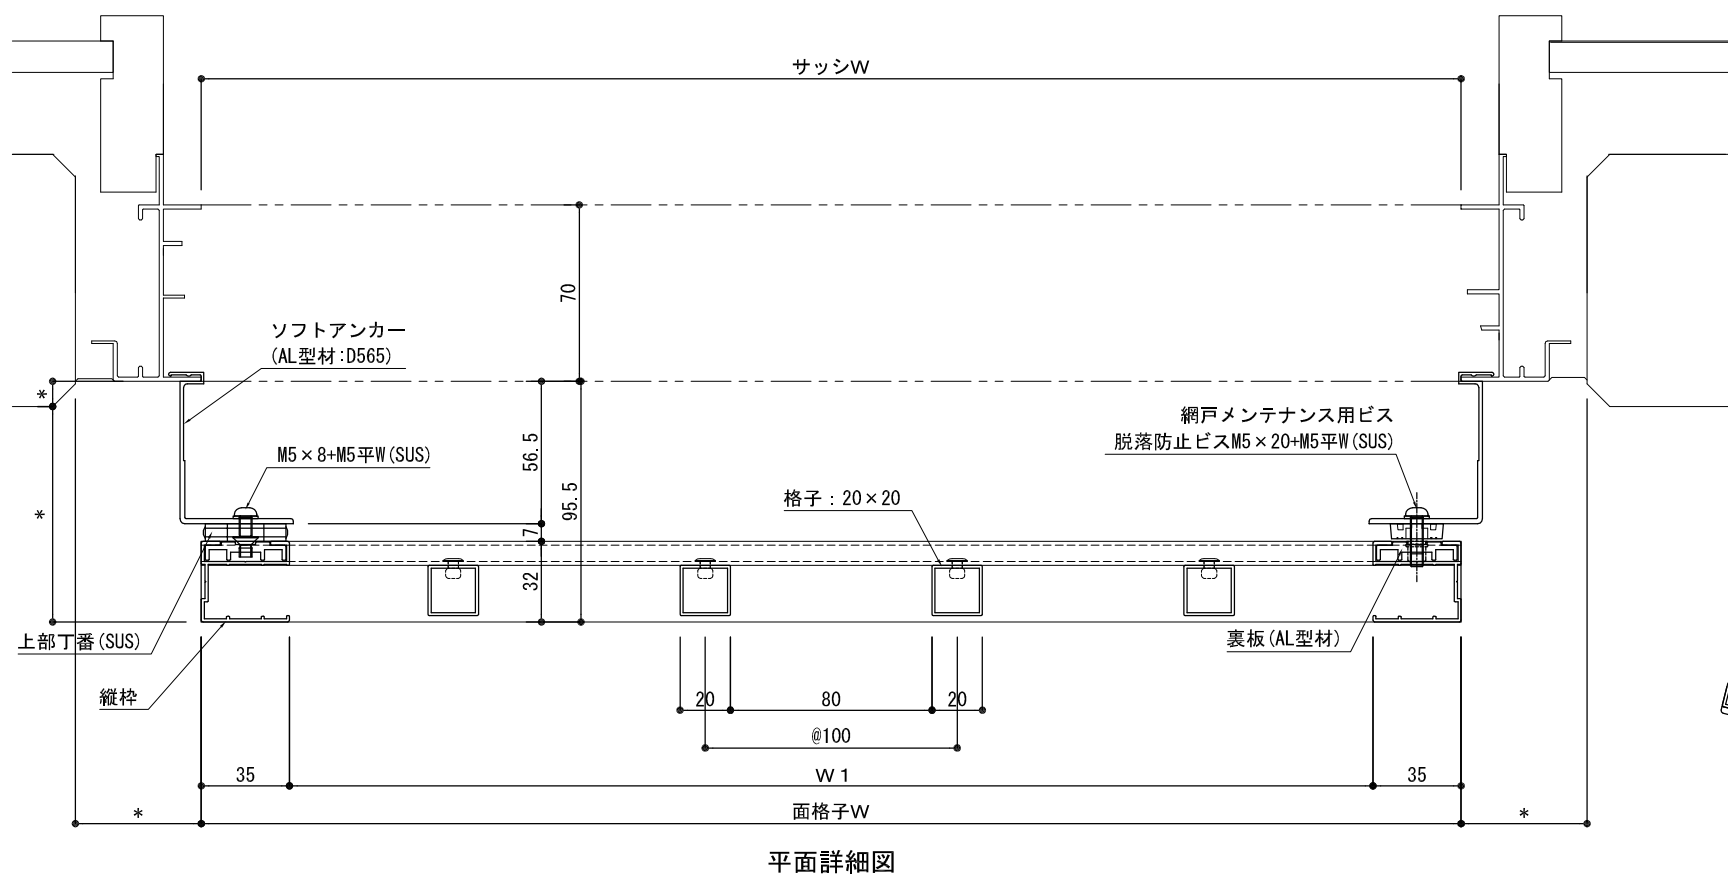 サッシW
70
ソフトアンカー
(AL型材:D565)
*
網戸メンテナンス用ビス
脱落防止ビスM5×20+M5平W(SUS)
M5×8+M5平W(SUS)
56.5
95.5
格子:20×20
*
7
32
上部丁番(SUS)
裏板(AL型材)
縦枠
20
80
20
@100
35
W1
35
*
面格子W
*
平面詳細図